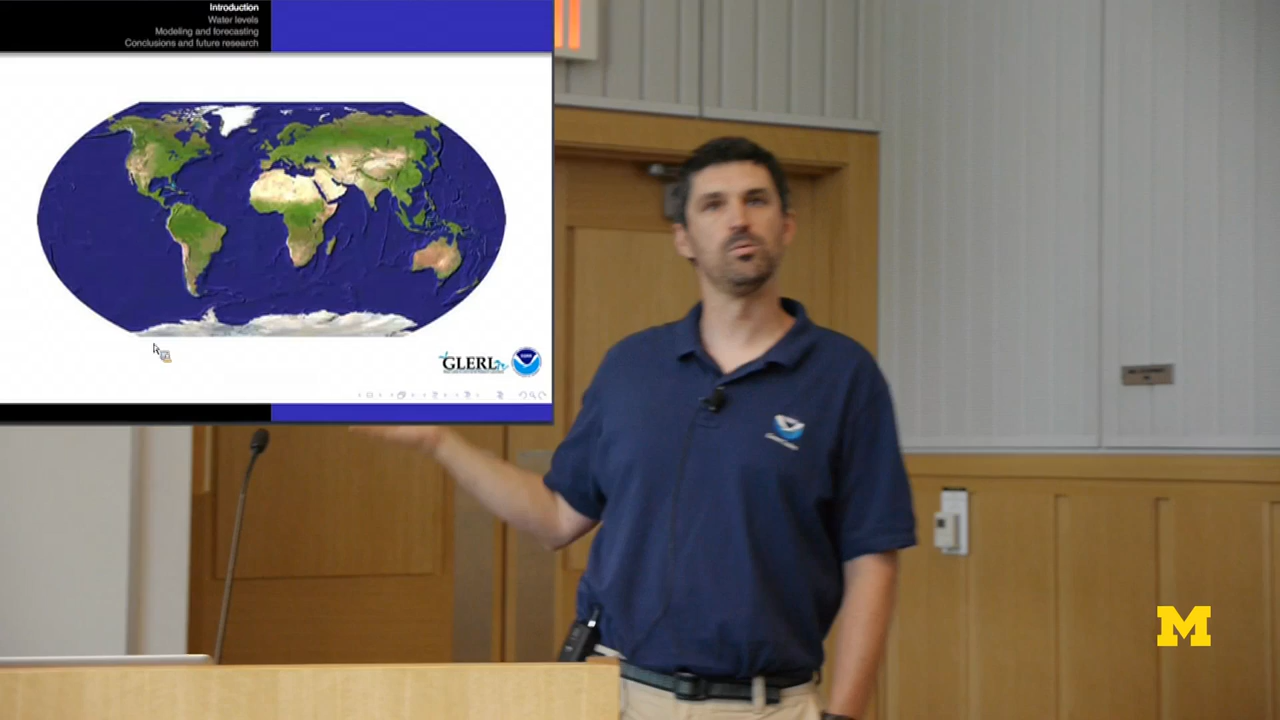 Introduction
Water levels
Modeling and forecasting
Conclusions and future research
GLERL
M